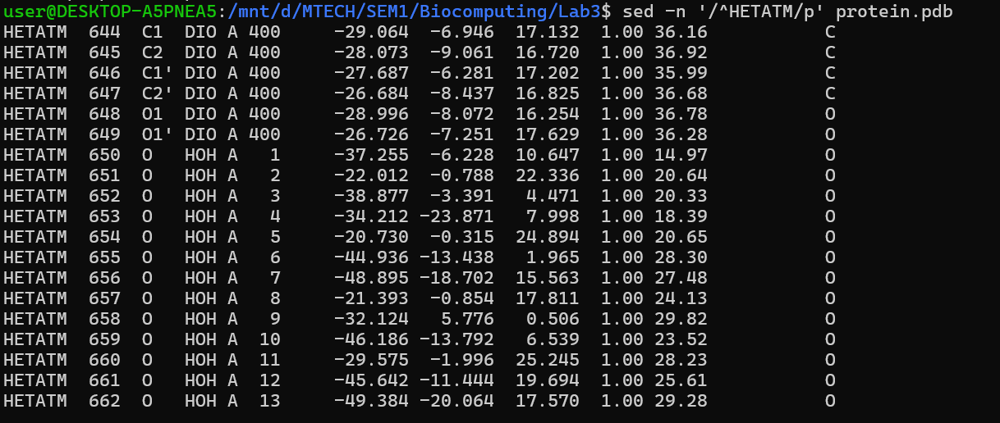 user@DESKTOP-A5PNEA5:/mnt/d/MTECH/SEM1/Biocomputing/Lab3$ sed -n '/^HETATM/p' protein.pdb
HETATM  644  C1  DIO A 400     -29.064  -6.946  17.132  1.00 36.16           C
HETATM  645  C2  DIO A 400     -28.073  -9.061  16.720  1.00 36.92           C
HETATM  646  C1' DIO A 400     -27.687  -6.281  17.202  1.00 35.99           C
HETATM  647  C2' DIO A 400     -26.684  -8.437  16.825  1.00 36.68           C
HETATM  648  O1  DIO A 400     -28.996  -8.072  16.254  1.00 36.78           O
HETATM  649  O1' DIO A 400     -26.726  -7.251  17.629  1.00 36.28           O
HETATM  650  O   HOH A   1     -37.255  -6.228  10.647  1.00 14.97           O
HETATM  651  O   HOH A   2     -22.012  -0.788  22.336  1.00 20.64           O
HETATM  652  O   HOH A   3     -38.877  -3.391   4.471  1.00 20.33           O
HETATM  653  O   HOH A   4     -34.212 -23.871   7.998  1.00 18.39           O
HETATM  654  O   HOH A   5     -20.730  -0.315  24.894  1.00 20.65           O
HETATM  655  O   HOH A   6     -44.936 -13.438   1.965  1.00 28.30           O
HETATM  656  O   HOH A   7     -48.895 -18.702  15.563  1.00 27.48           O
HETATM  657  O   HOH A   8     -21.393  -0.854  17.811  1.00 24.13           O
HETATM  658  O   HOH A   9     -32.124   5.776   0.506  1.00 29.82           O
HETATM  659  O   HOH A  10     -46.186 -13.792   6.539  1.00 23.52           O
HETATM  660  O   HOH A  11     -29.575  -1.996  25.245  1.00 28.23           O
HETATM  661  O   HOH A  12     -45.642 -11.444  19.694  1.00 25.61           O
HETATM  662  O   HOH A  13     -49.384 -20.064  17.570  1.00 29.28           O